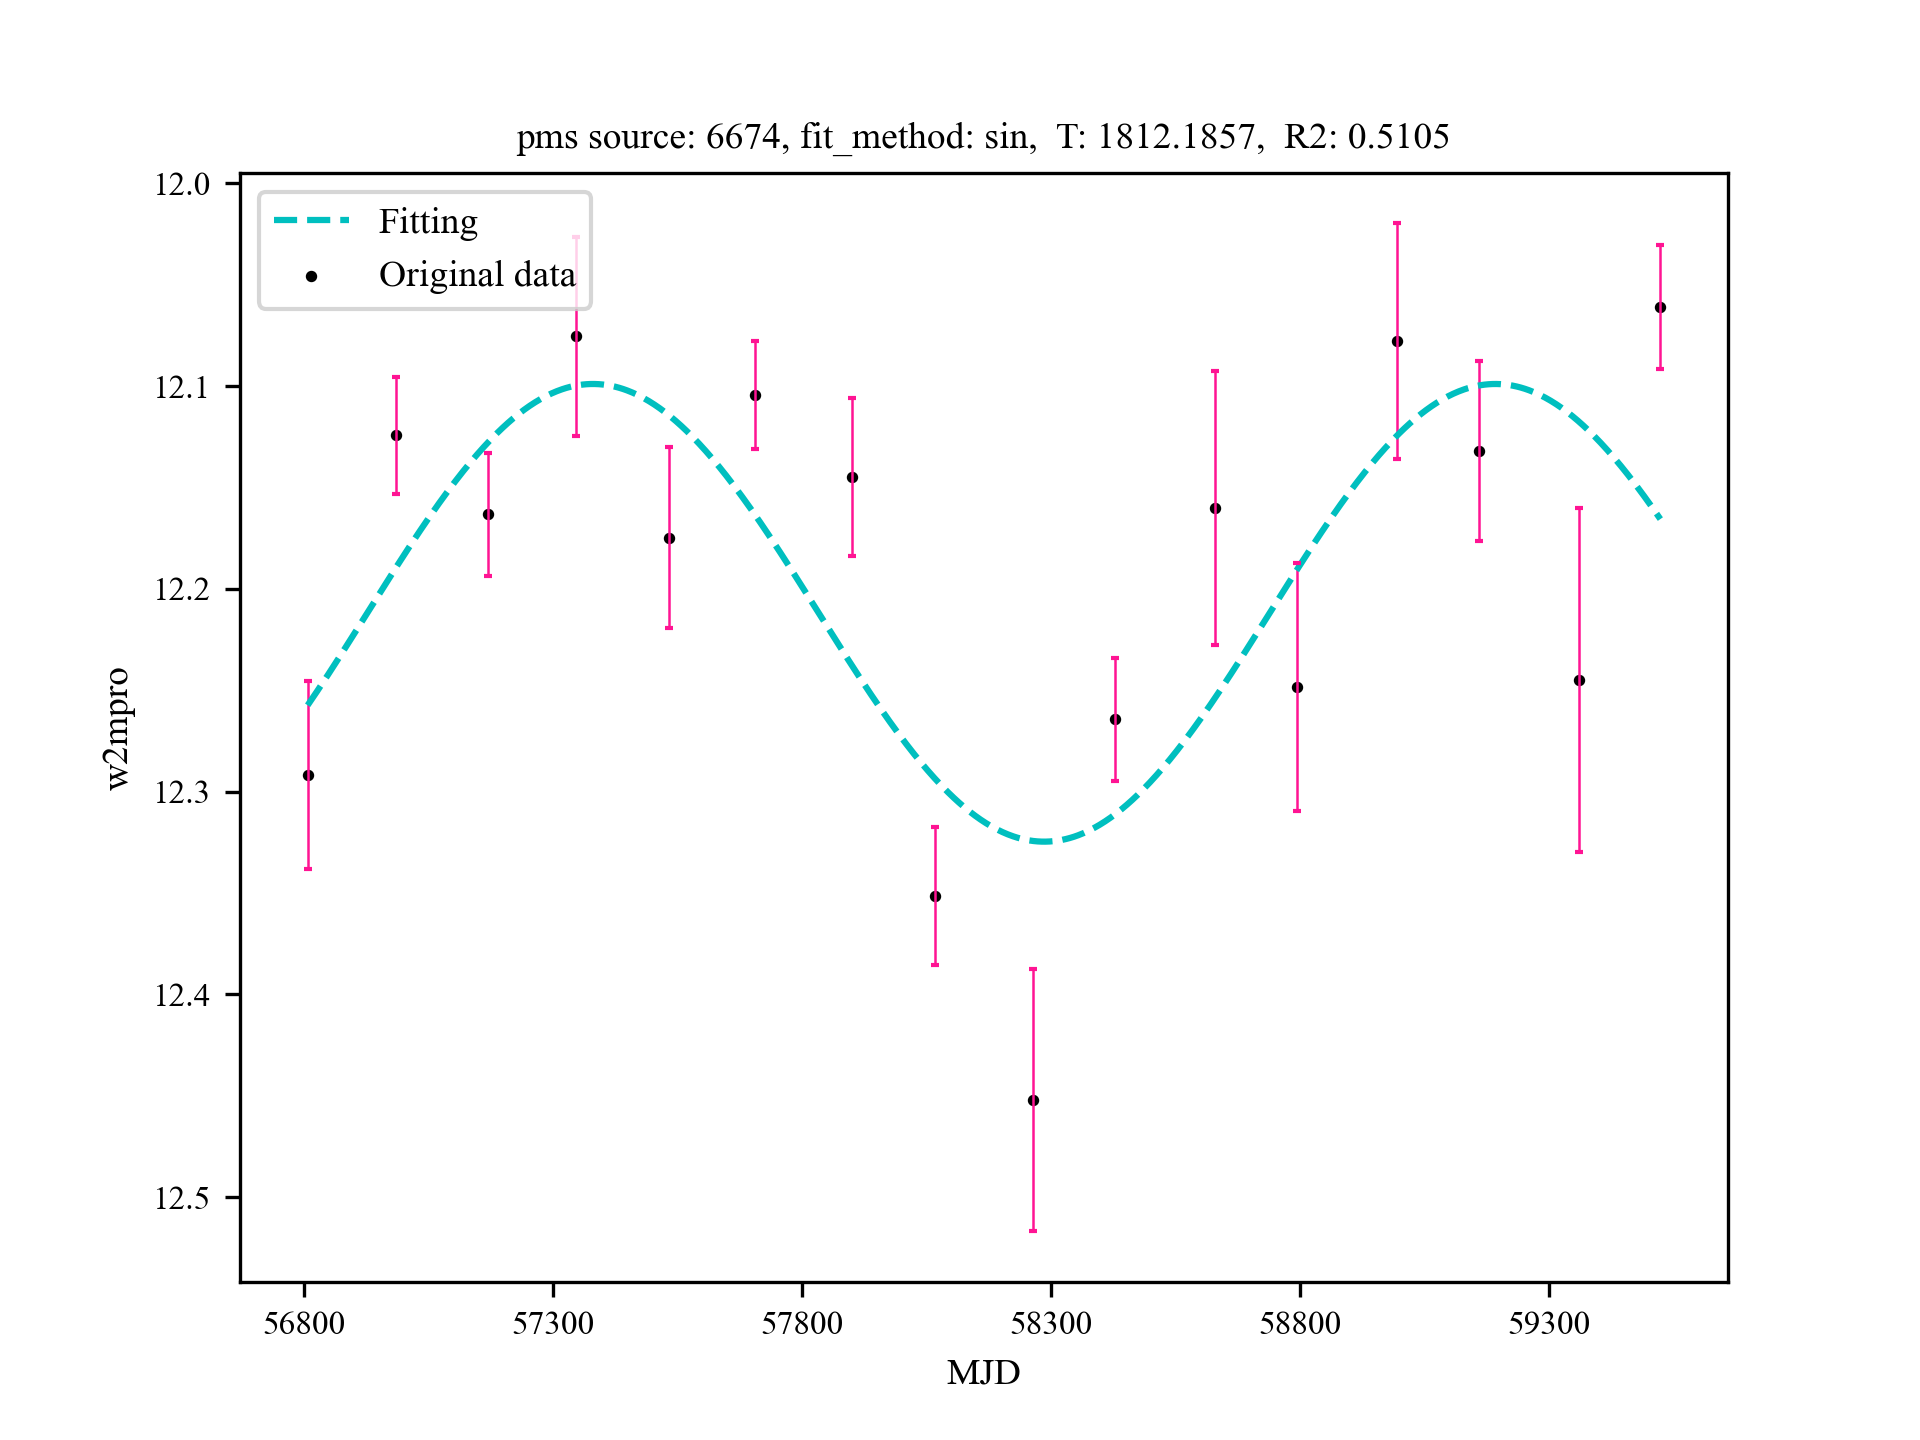 pms source: 6674, fit_method: sin,  T: 1812.1857,  R2: 0.5105
Fitting
Original data
12.0
12.1
12.2
12.3
12.4
12.5
w2mpro
56800 57300 57800 58300 58800 59300
MJD